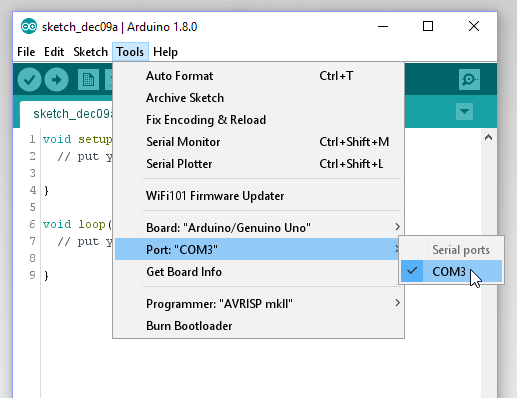 sketch_dec09a | Arduino 1.8.0
File Edit Sketch Tools Help
sketch_dec09a
Auto Format Ctrl+T
Archive Sketch
Fix Encoding & Reload
Serial Monitor Ctrl+Shift+M
Serial Plotter Ctrl+Shift+L
WiFi101 Firmware Updater
Board: "Arduino/Genuino Uno"
Port: "COM3"
Get Board Info
Programmer: "AVRISP mkII"
Burn Bootloader
Serial ports
COM3
1 void setup
2 // put y
3
4 }
5
6 void loop(
7 // put y
8
9 }